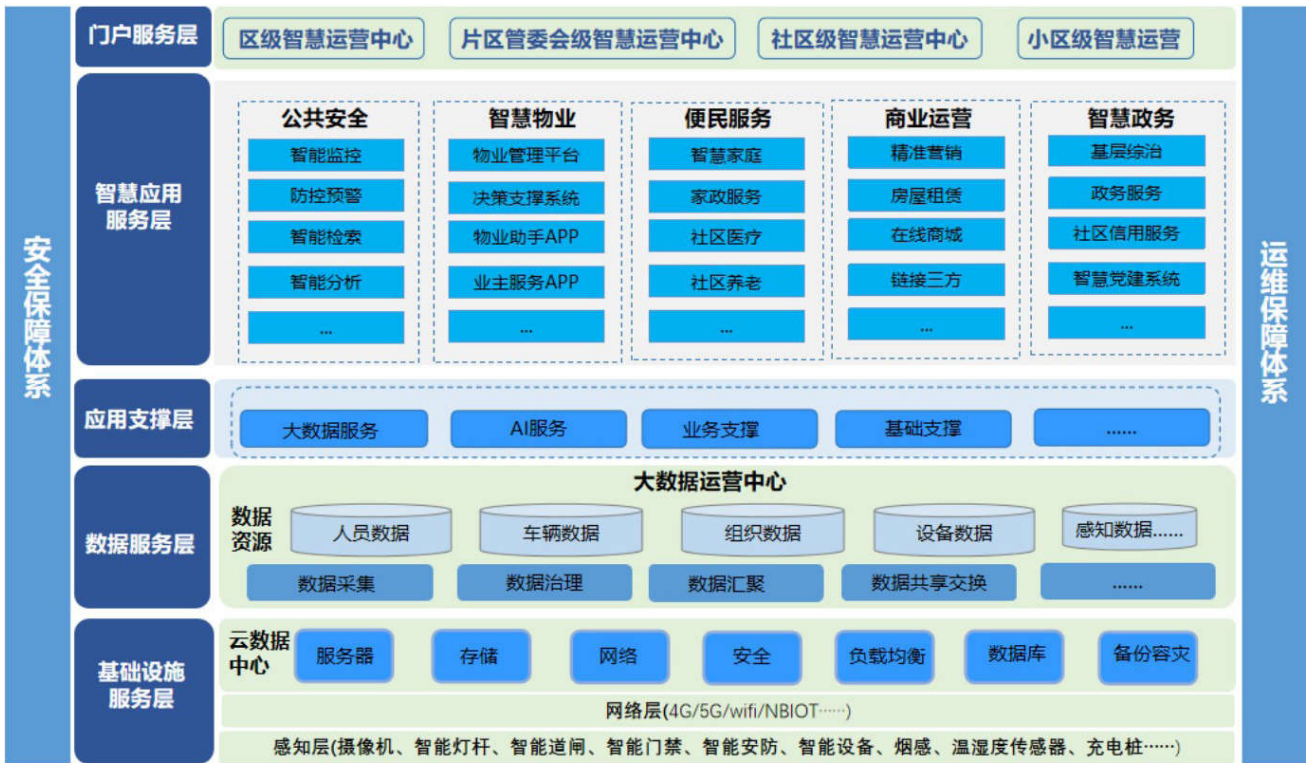 门户服务层
区级智慧运营中心
片区管委会级智慧运营中心
社区级智慧运营中心
小区级智慧运营
安全保障体系
运维保障体系
智慧应用
服务层
公共安全
智能监控
防控预警
智能检索
智能分析
...
智慧物业
物业管理平台
决策支撑系统
物业助手APP
业主服务APP
...
便民服务
智慧家庭
家政服务
社区医疗
社区养老
...
商业运营
精准营销
房屋租赁
在线商城
链接三方
...
智慧政务
基层综治
政务服务
社区信用服务
智慧党建系统
...
应用支撑层
大数据服务
AI服务
业务支撑
基础支撑
......
数据服务层
大数据运营中心
数据
资源
人员数据
车辆数据
组织数据
设备数据
感知数据......
数据采集
数据治理
数据汇聚
数据共享交换
......
基础设施
服务层
云数据
中心
服务器
存储
网络
安全
负载均衡
数据库
备份容灾
网络层(4G/5G/wifi/NBIOT······)
感知层(摄像机、智能灯杆、智能道闸、智能门禁、智能安防、智能设备、烟感、温湿度传感器、充电桩······)